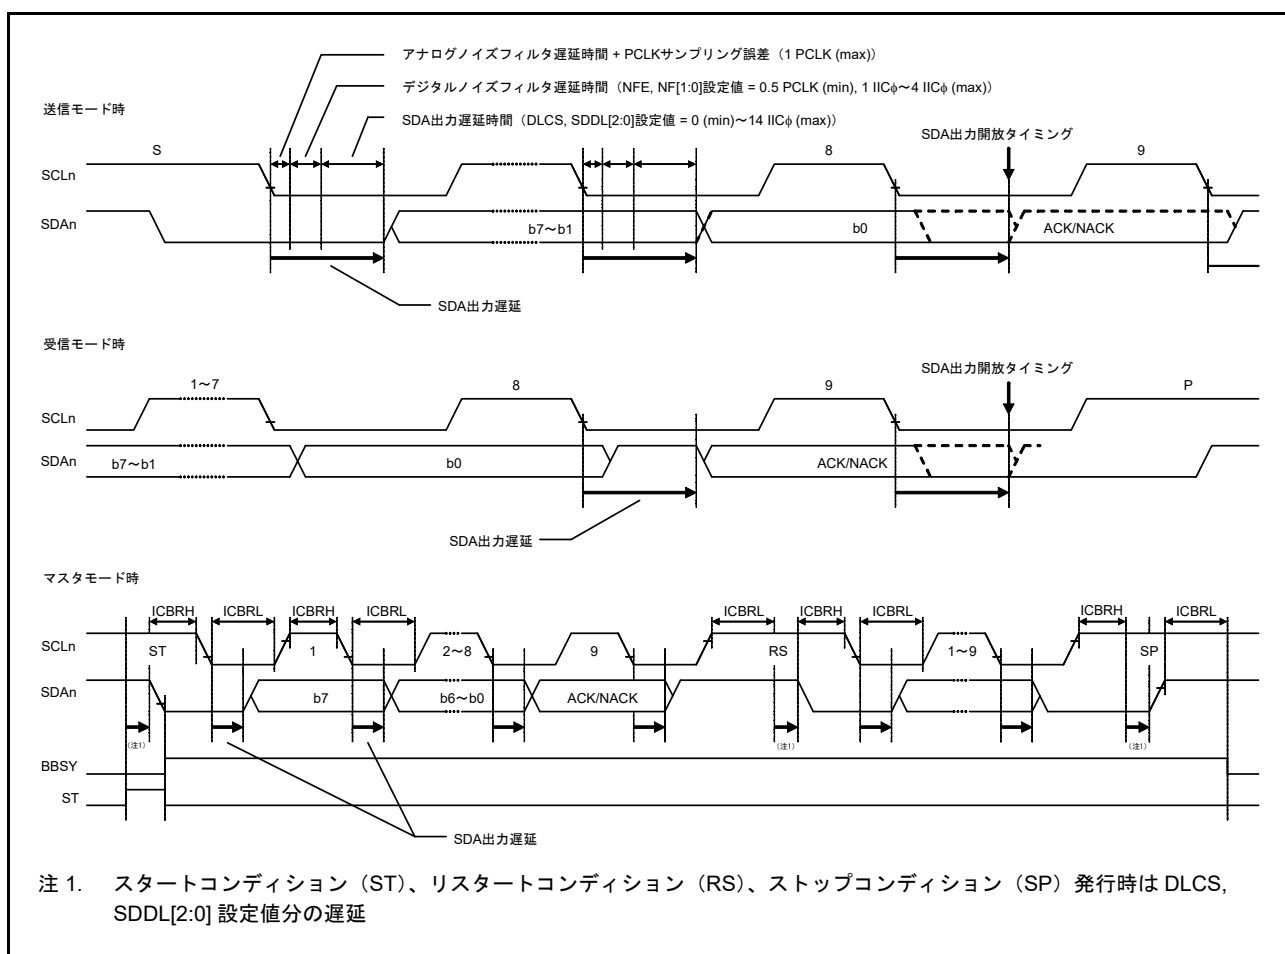 アナログノイズフィルタ遅延時間 + PCLKサンプリング誤差（1 PCLK (max)）
デジタルノイズフィルタ遅延時間（NFE, NF[1:0]設定値 = 0.5 PCLK (min), 1 IICφ～4 IICφ (max)）
送信モード時
SDA出力遅延時間（DLCS, SDDL[2:0]設定値 = 0 (min)～14 IICφ (max)）
SDA出力開放タイミング
S 8 9
SCLn
SDAn b7～b1 b0 ACK/NACK
SDA出力遅延
受信モード時
SDA出力開放タイミング
1～7 8 9 P
SCLn
SDAn b7～b1 b0 ACK/NACK
SDA出力遅延
マスタモード時
ICBRH ICBRL ICBRH ICBRL ICBRL ICBRH ICBRL ICBRH ICBRL
SCLn ST 1 2～8 9 RS 1～9 SP
SDAn b7 b6～b0 ACK/NACK
（注1） （注1） （注1）
BBSY
ST
SDA出力遅延
注 1. スタートコンディション（ST）、リスタートコンディション（RS）、ストップコンディション（SP）発行時は DLCS,
SDDL[2:0] 設定値分の遅延